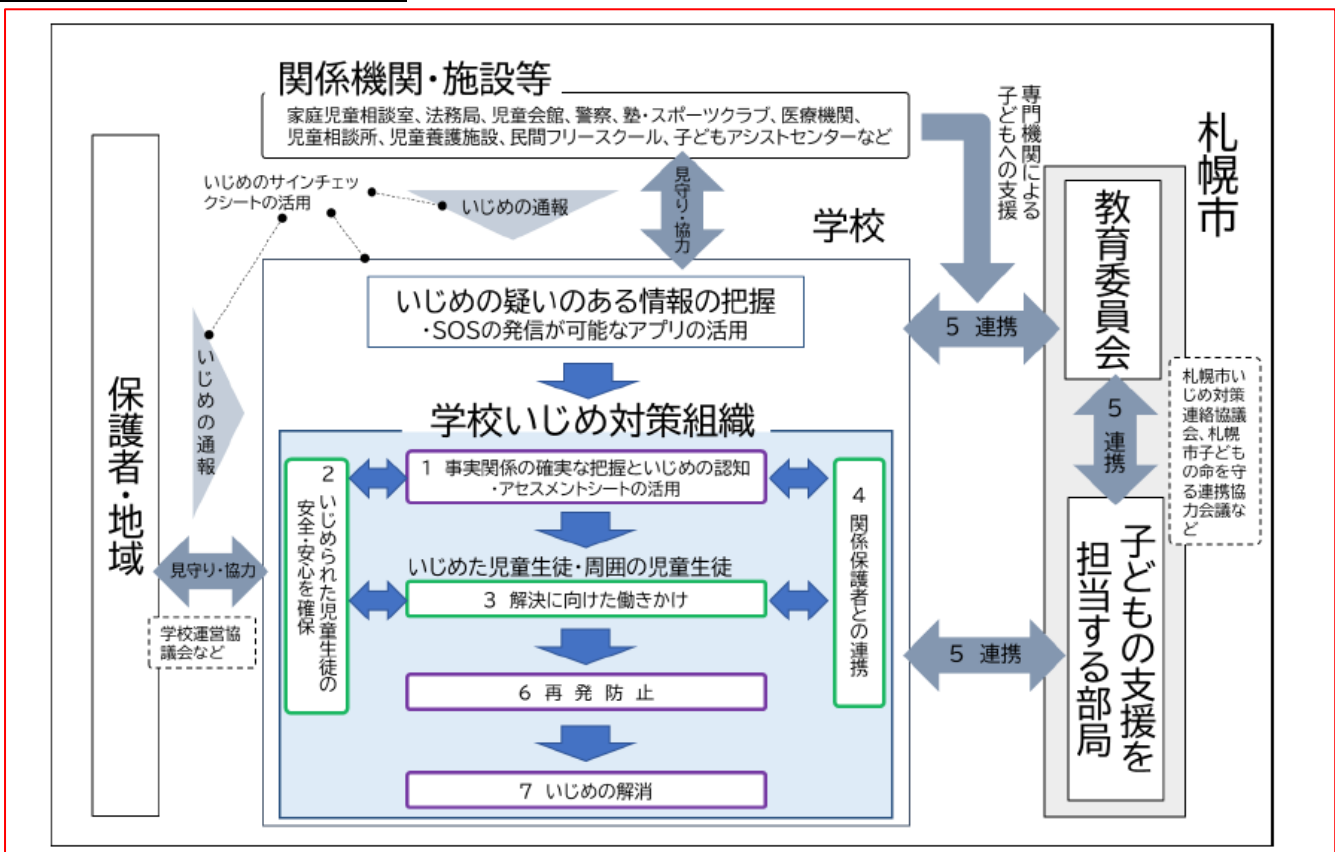 関係機関・施設等
家庭児童相談室、法務局、児童会館、警察、塾・スポーツクラブ、医療機関、
児童相談所、児童養護施設、民間フリースクール、子どもアシストセンターなど
専門機関による
子どもへの支援
札幌市
いじめのサインチェッ
クシートの活用
いじめの通報
見守り・協力
学校
教育委員会
いじめの疑いのある情報の把握
・SOSの発信が可能なアプリの活用
5 連携
いじめの通報
保護者・地域
学校いじめ対策組織
5 連携
札幌市い
じめ対策
連絡協議
会、札幌
市子ども
の命を守
る連携協
力会議な
ど
1 事実関係の確実な把握といじめの認知
・アセスメントシートの活用
2 いじめられた児童生徒の
安全・安心を確保
4 関係保護者との連携
見守り・協力
学校運営協
議会など
いじめた児童生徒・周囲の児童生徒
3 解決に向けた働きかけ
子どもの支援を
担当する部局
5 連携
6 再 発 防 止
7 いじめの解消